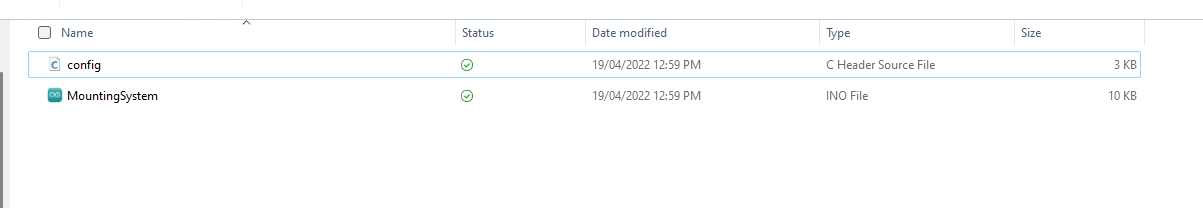 Name Status Date modified Type Size
config 19/04/2022 12:59 PM C Header Source File 3 KB
MountingSystem 19/04/2022 12:59 PM INO File 10 KB